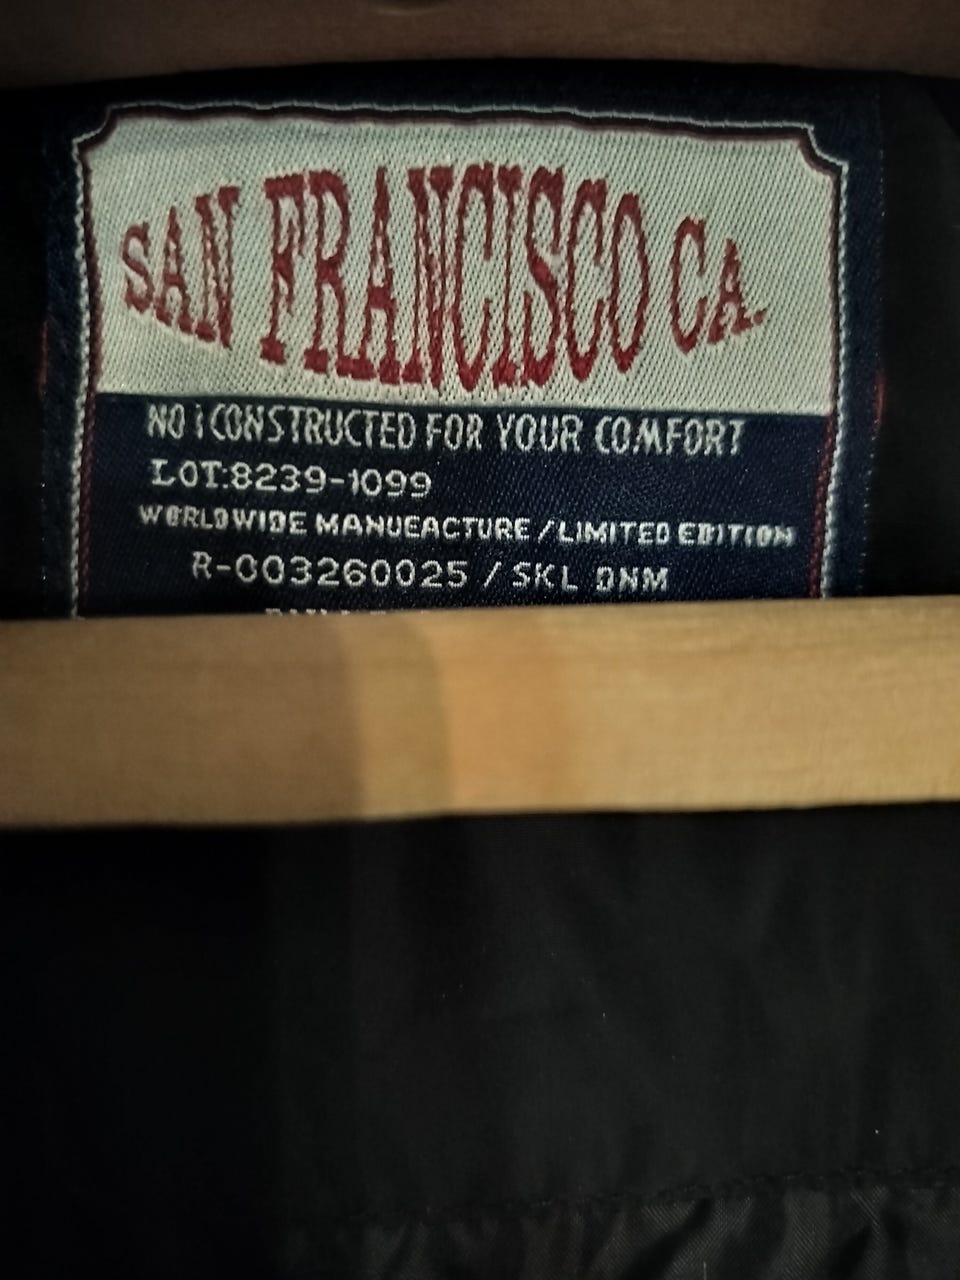 SAN FRANCISCO CA.
NO 1 CONSTRUCTED FOR YOUR COMFORT
LOT:8239-1099
WORLDWIDE MANUEACTURE / LIMITED EDITION
R-003260025 / SKL DNM